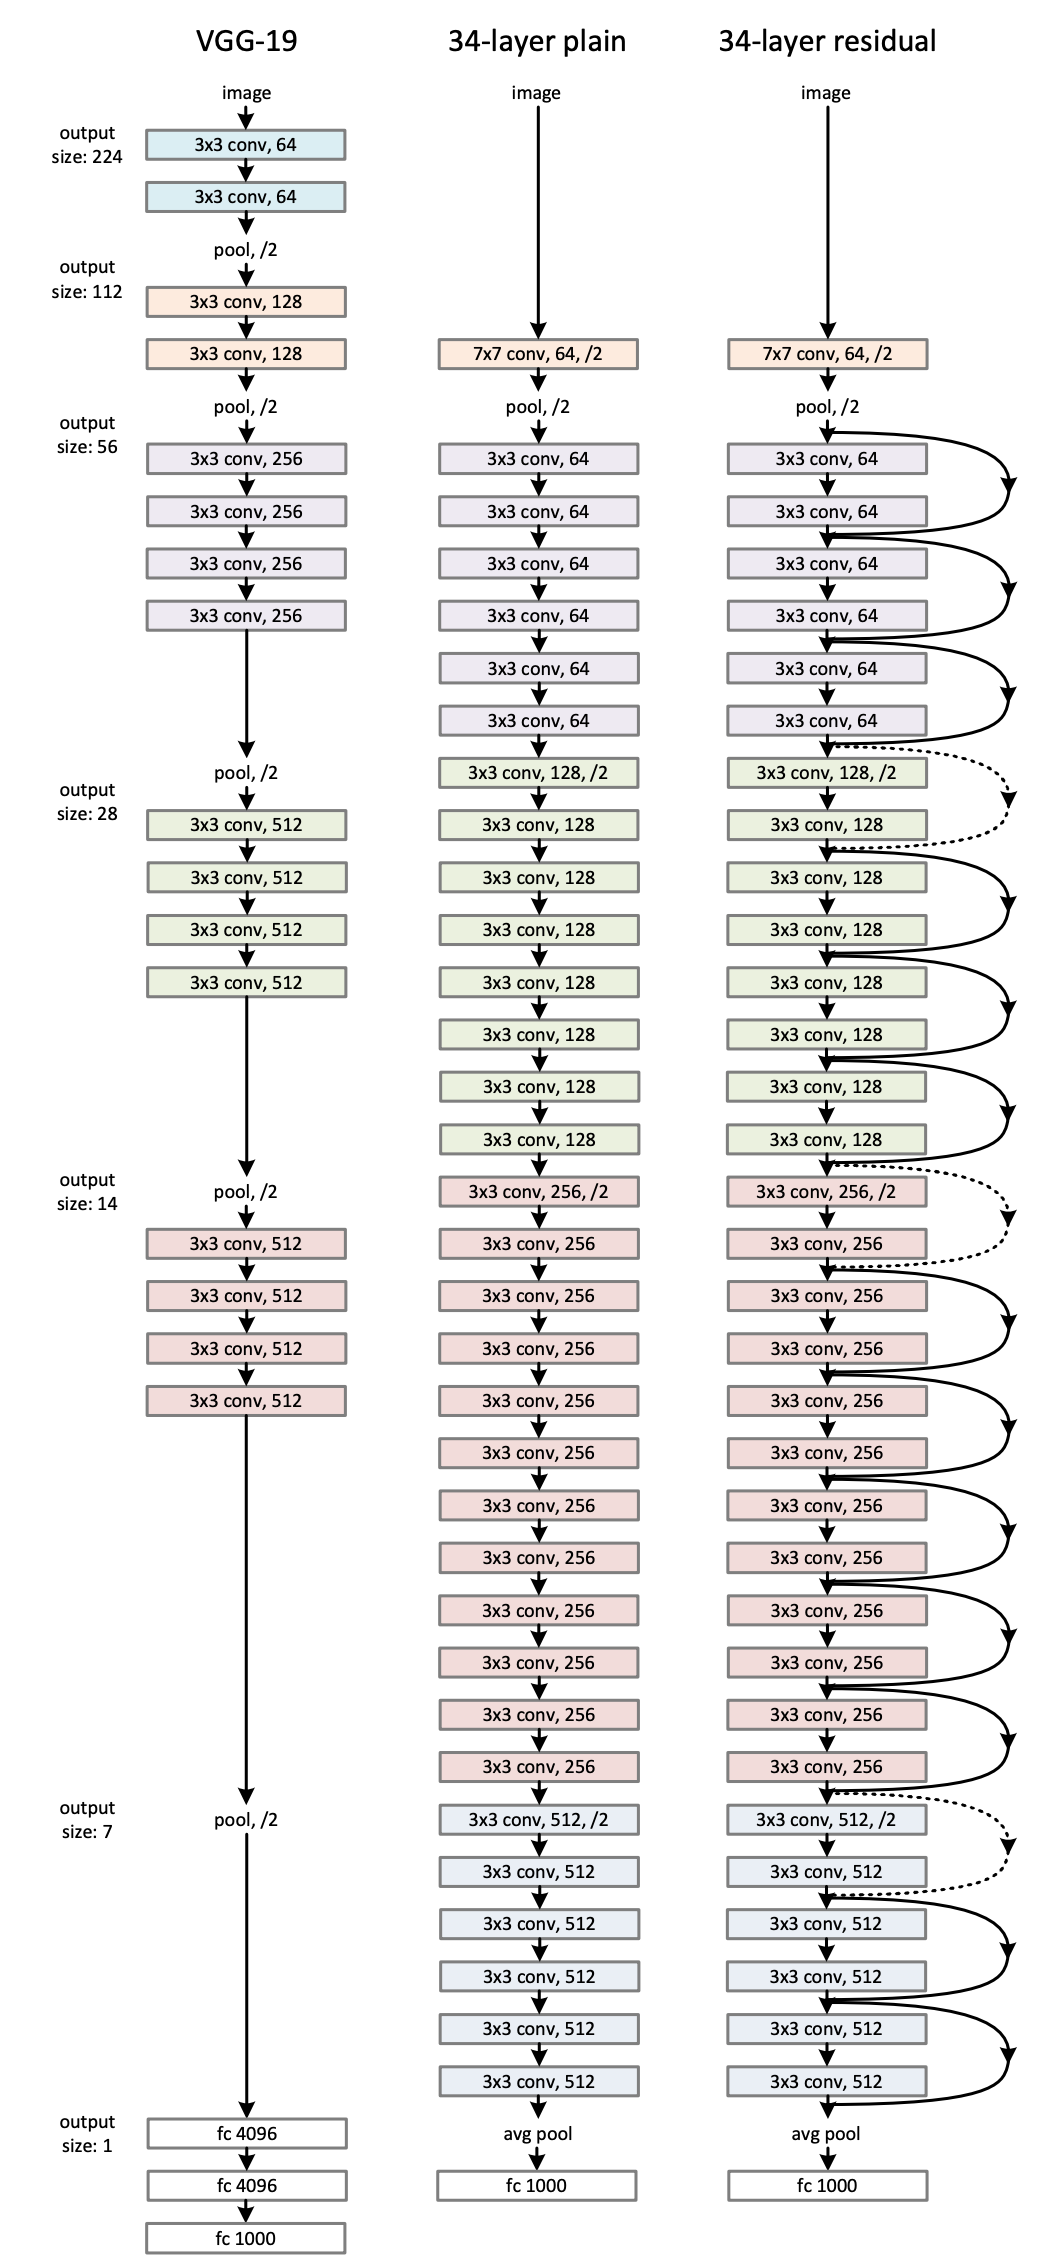 VGG-19
34-layer plain
34-layer residual
output
size: 224
output
size: 112
output
size: 56
output
size: 28
output
size: 14
output
size: 7
output
size: 1
image
3x3 conv, 64
3x3 conv, 64
pool, /2
3x3 conv, 128
3x3 conv, 128
pool, /2
3x3 conv, 256
3x3 conv, 256
3x3 conv, 256
3x3 conv, 256
pool, /2
3x3 conv, 512
3x3 conv, 512
3x3 conv, 512
3x3 conv, 512
pool, /2
3x3 conv, 512
3x3 conv, 512
3x3 conv, 512
3x3 conv, 512
pool, /2
fc 4096
fc 4096
fc 1000
image
7x7 conv, 64, /2
pool, /2
3x3 conv, 64
3x3 conv, 64
3x3 conv, 64
3x3 conv, 64
3x3 conv, 64
3x3 conv, 64
3x3 conv, 128, /2
3x3 conv, 128
3x3 conv, 128
3x3 conv, 128
3x3 conv, 128
3x3 conv, 128
3x3 conv, 128
3x3 conv, 128
3x3 conv, 256, /2
3x3 conv, 256
3x3 conv, 256
3x3 conv, 256
3x3 conv, 256
3x3 conv, 256
3x3 conv, 256
3x3 conv, 256
3x3 conv, 256
3x3 conv, 256
3x3 conv, 256
3x3 conv, 256
3x3 conv, 512, /2
3x3 conv, 512
3x3 conv, 512
3x3 conv, 512
3x3 conv, 512
3x3 conv, 512
avg pool
fc 1000
image
7x7 conv, 64, /2
pool, /2
3x3 conv, 64
3x3 conv, 64
3x3 conv, 64
3x3 conv, 64
3x3 conv, 64
3x3 conv, 64
3x3 conv, 128, /2
3x3 conv, 128
3x3 conv, 128
3x3 conv, 128
3x3 conv, 128
3x3 conv, 128
3x3 conv, 128
3x3 conv, 128
3x3 conv, 256, /2
3x3 conv, 256
3x3 conv, 256
3x3 conv, 256
3x3 conv, 256
3x3 conv, 256
3x3 conv, 256
3x3 conv, 256
3x3 conv, 256
3x3 conv, 256
3x3 conv, 256
3x3 conv, 256
3x3 conv, 512, /2
3x3 conv, 512
3x3 conv, 512
3x3 conv, 512
3x3 conv, 512
3x3 conv, 512
avg pool
fc 1000